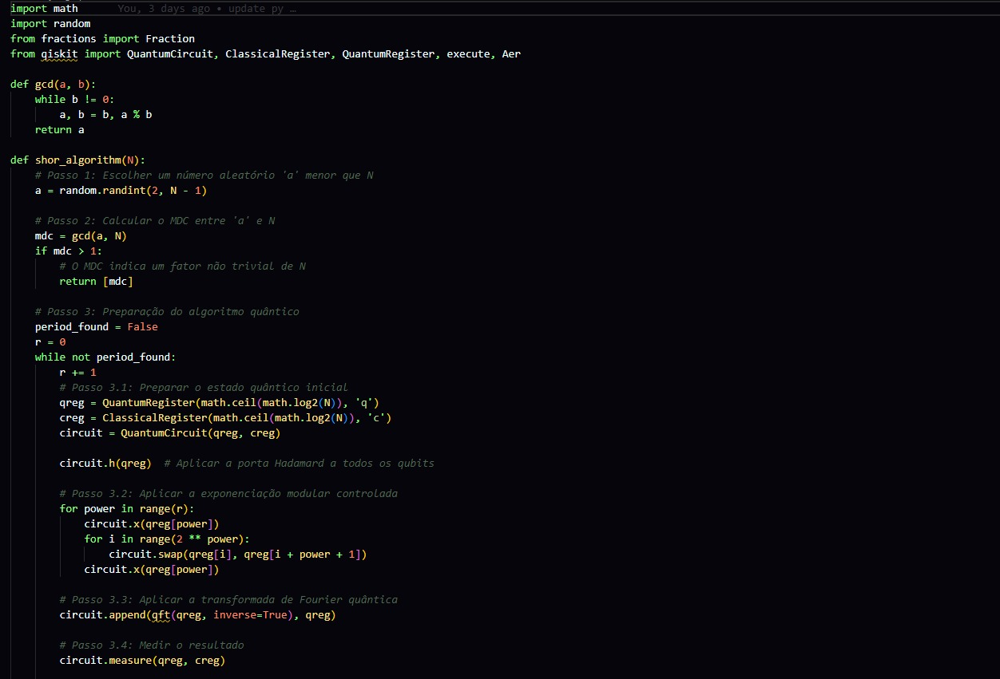 import math You, 3 days ago • update py …
import random
from fractions import Fraction
from qiskit import QuantumCircuit, ClassicalRegister, QuantumRegister, execute, Aer
def gcd(a, b):
    while b != 0:
        a, b = b, a % b
    return a
def shor_algorithm(N):
    # Passo 1: Escolher um número aleatório 'a' menor que N
    a = random.randint(2, N - 1)
    # Passo 2: Calcular o MDC entre 'a' e N
    mdc = gcd(a, N)
    if mdc > 1:
        # O MDC indica um fator não trivial de N
        return [mdc]
    # Passo 3: Preparação do algoritmo quântico
    period_found = False
    r = 0
    while not period_found:
        r += 1
        # Passo 3.1: Preparar o estado quântico inicial
        qreg = QuantumRegister(math.ceil(math.log2(N)), 'q')
        creg = ClassicalRegister(math.ceil(math.log2(N)), 'c')
        circuit = QuantumCircuit(qreg, creg)
        circuit.h(qreg)  # Aplicar a porta Hadamard a todos os qubits
        # Passo 3.2: Aplicar a exponenciação modular controlada
        for power in range(r):
            circuit.x(qreg[power])
            for i in range(2 ** power):
                circuit.swap(qreg[i], qreg[i + power + 1])
            circuit.x(qreg[power])
        # Passo 3.3: Aplicar a transformada de Fourier quântica
        circuit.append(qft(qreg, inverse=True), qreg)
        # Passo 3.4: Medir o resultado
        circuit.measure(qreg, creg)